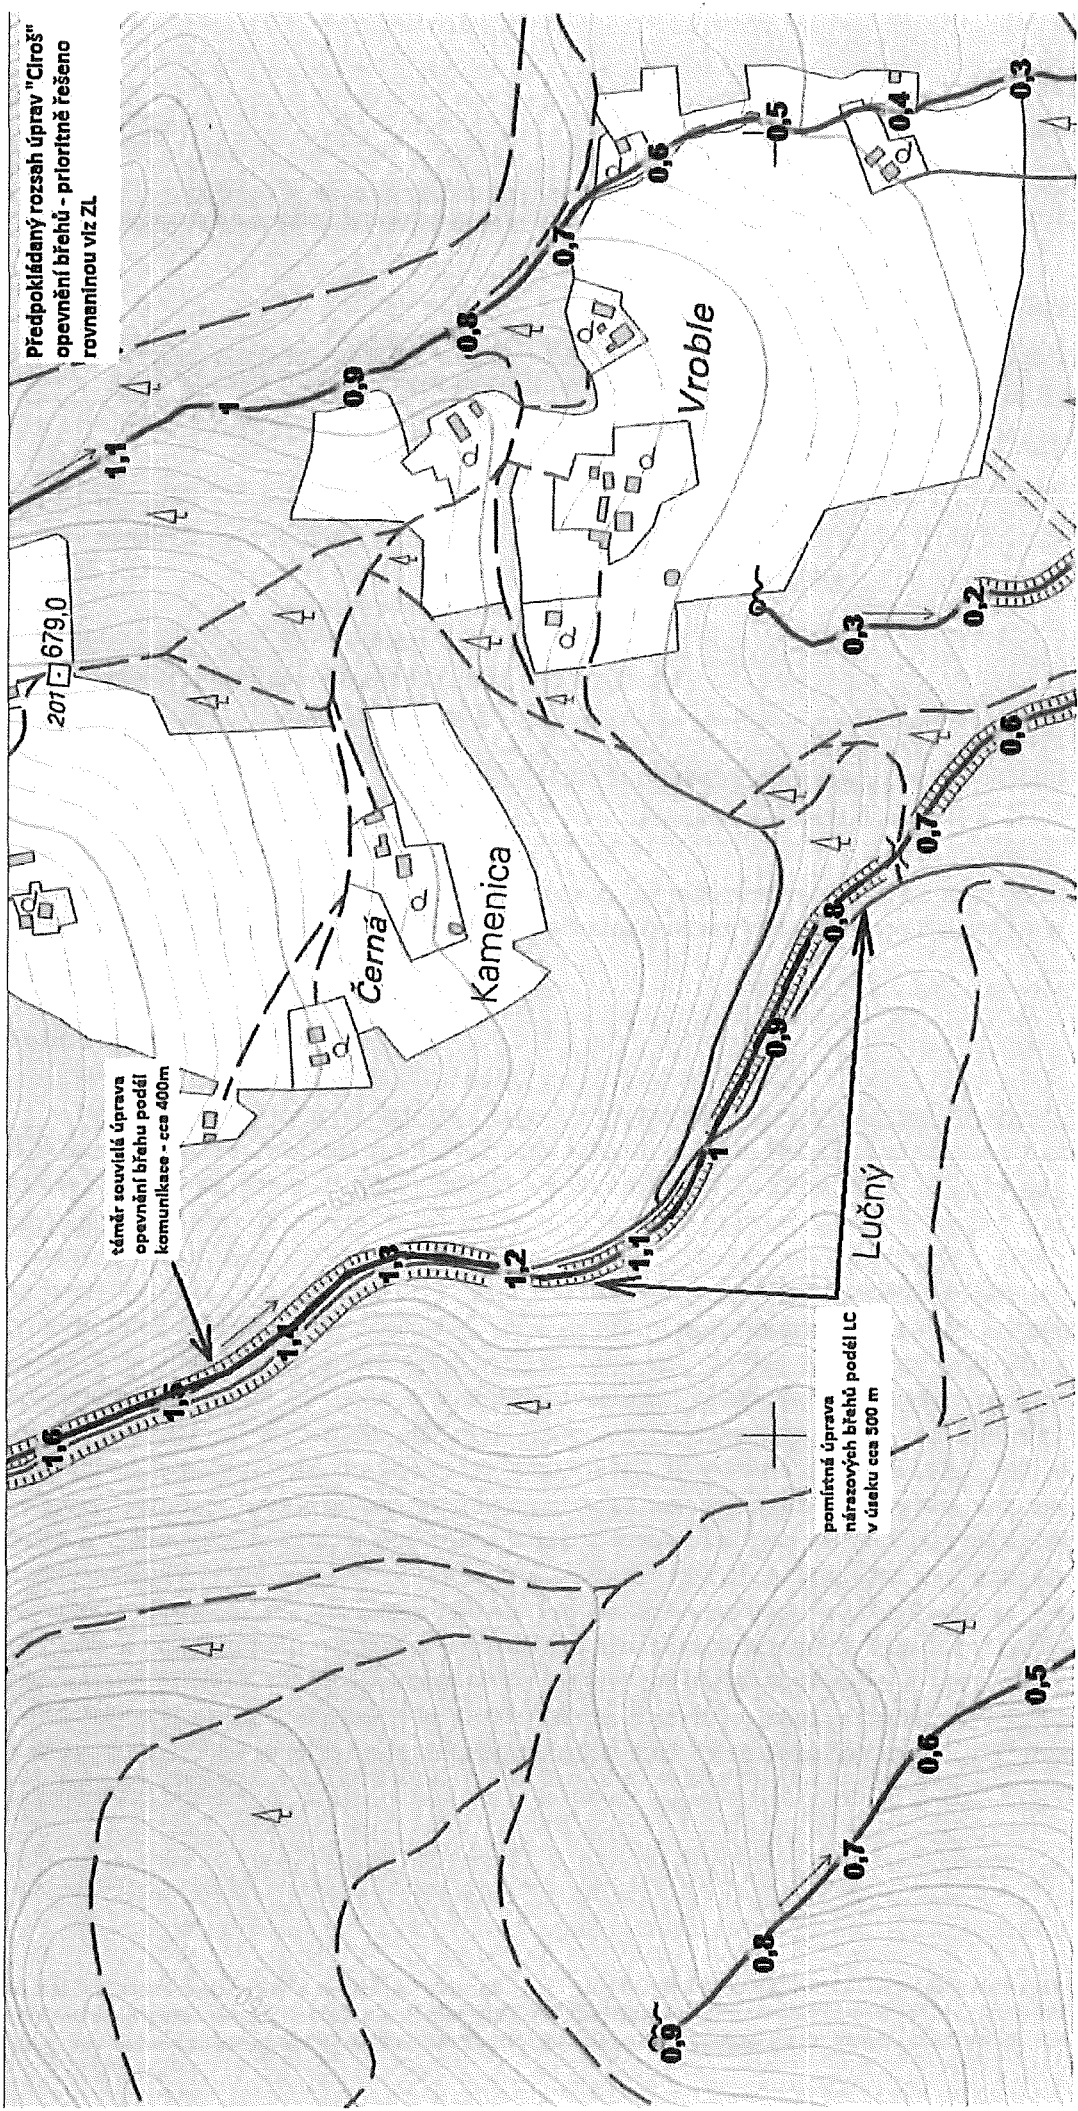 Předpokládaný rozsah úprav "Ciroš"
opevnění břehů - prioritně řešeno
rovnaninou viz ZL
téměr souvislá úprava
opevnění břehu podél
komunikace - cca 400m
pomístná úprava
nárazových břehů podél LC
v úseku cca 500 m
201
679,0
Černá
Kamenica
Vroble
Lučný
1,6
1,5
1,4
1,3
1,2
1,1
1
0,9
0,8
0,7
0,6
1,1
1
0,9
0,8
0,7
0,6
0,5
0,4
0,3
0,3
0,2
0,9
0,8
0,7
0,6
0,5